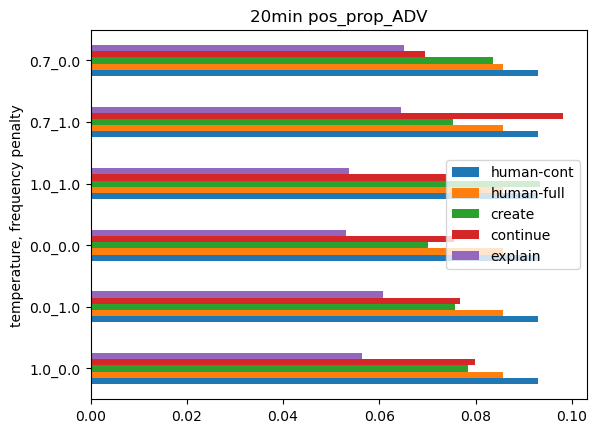 20min pos_prop_ADV
temperature, frequency penalty
0.7_0.0
0.7_1.0
1.0_1.0
0.0_0.0
0.0_1.0
1.0_0.0
human-cont
human-full
create
continue
explain
0.00 0.02 0.04 0.06 0.08 0.10